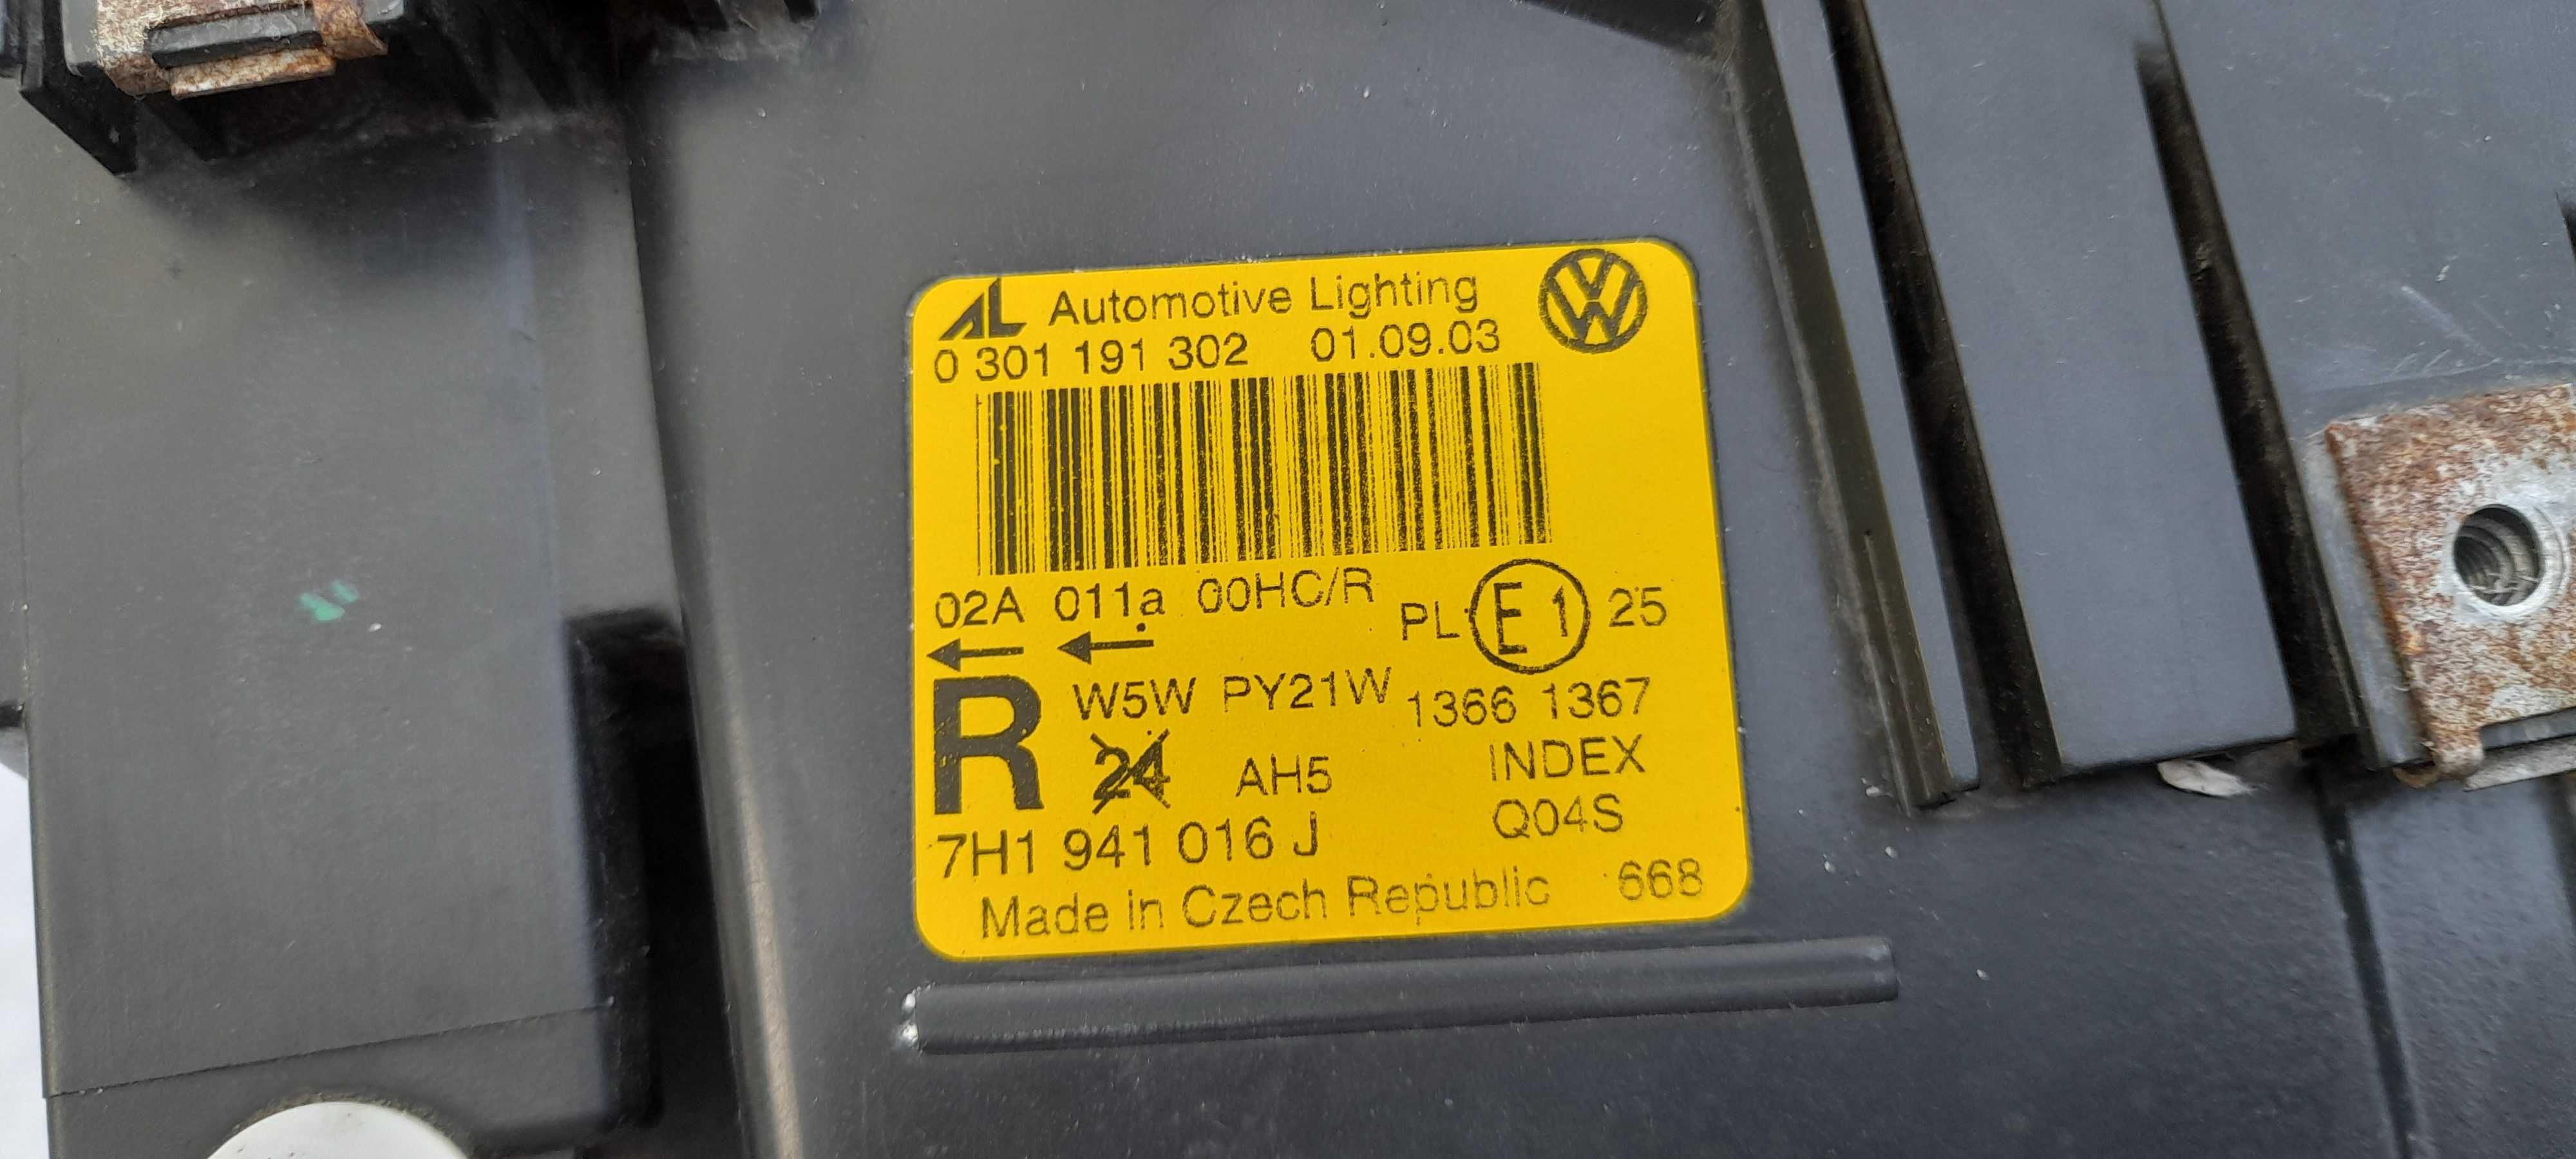 AL Automotive Lighting
0 301 191 302 01.09.03
02A 011a 00HC/R PL E1 25
R W5W PY21W 1366 1367
24 AH5 INDEX
7H1 941 016 J Q04S
Made in Czech Republic 668